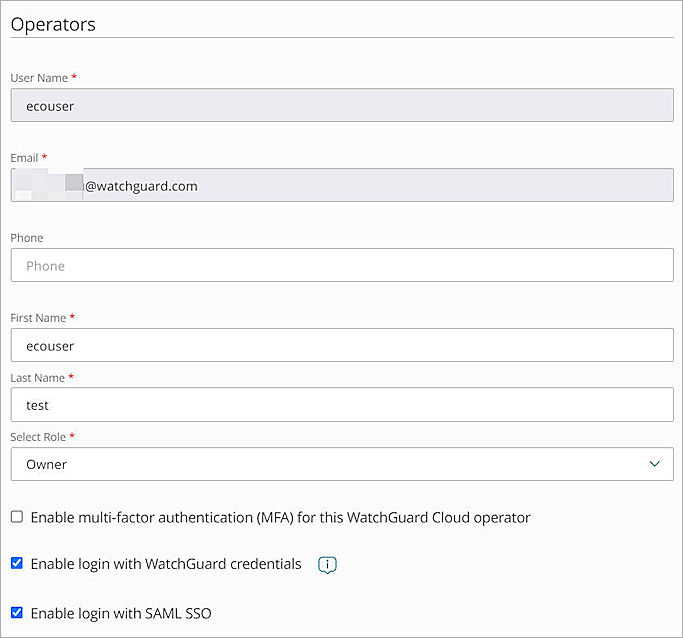 Operators
User Name *
ecouser
Email *
@watchguard.com
Phone
Phone
First Name *
ecouser
Last Name *
test
Select Role *
Owner
Enable multi-factor authentication (MFA) for this WatchGuard Cloud operator
Enable login with WatchGuard credentials
Enable login with SAML SSO